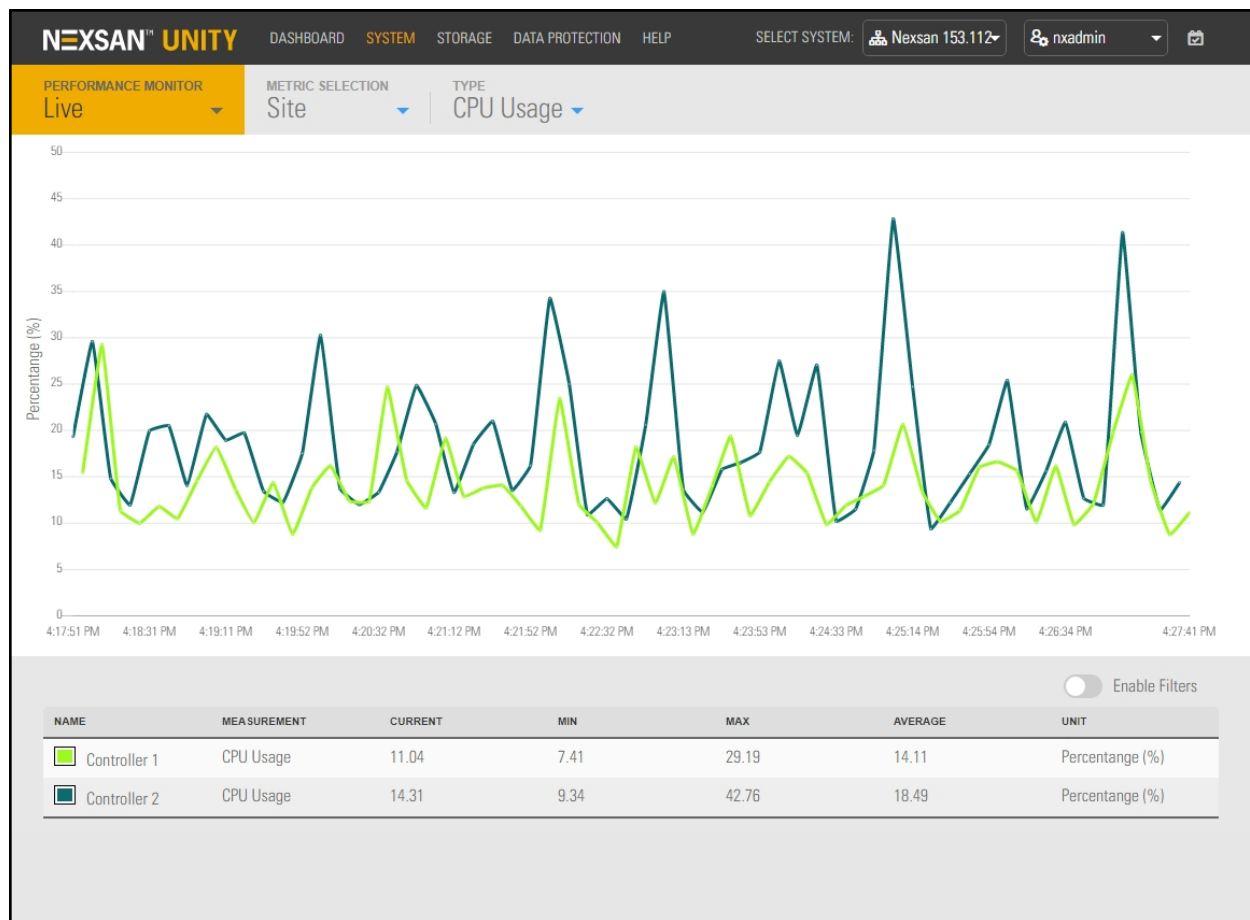 NEXSAN™ UNITY DASHBOARD SYSTEM STORAGE DATA PROTECTION HELP SELECT SYSTEM: Nexsan 153.112 nxadmin
PERFORMANCE MONITOR METRIC SELECTION TYPE
Live Site CPU Usage
50
45
40
35
30
25
20
15
10
5
0
Percentange (%)
4:17:51 PM 4:18:31 PM 4:19:11 PM 4:19:52 PM 4:20:32 PM 4:21:12 PM 4:21:52 PM 4:22:32 PM 4:23:13 PM 4:23:53 PM 4:24:33 PM 4:25:14 PM 4:25:54 PM 4:26:34 PM 4:27:41 PM
Enable Filters
NAME MEASUREMENT CURRENT MIN MAX AVERAGE UNIT
Controller 1 CPU Usage 11.04 7.41 29.19 14.11 Percentange (%)
Controller 2 CPU Usage 14.31 9.34 42.76 18.49 Percentange (%)